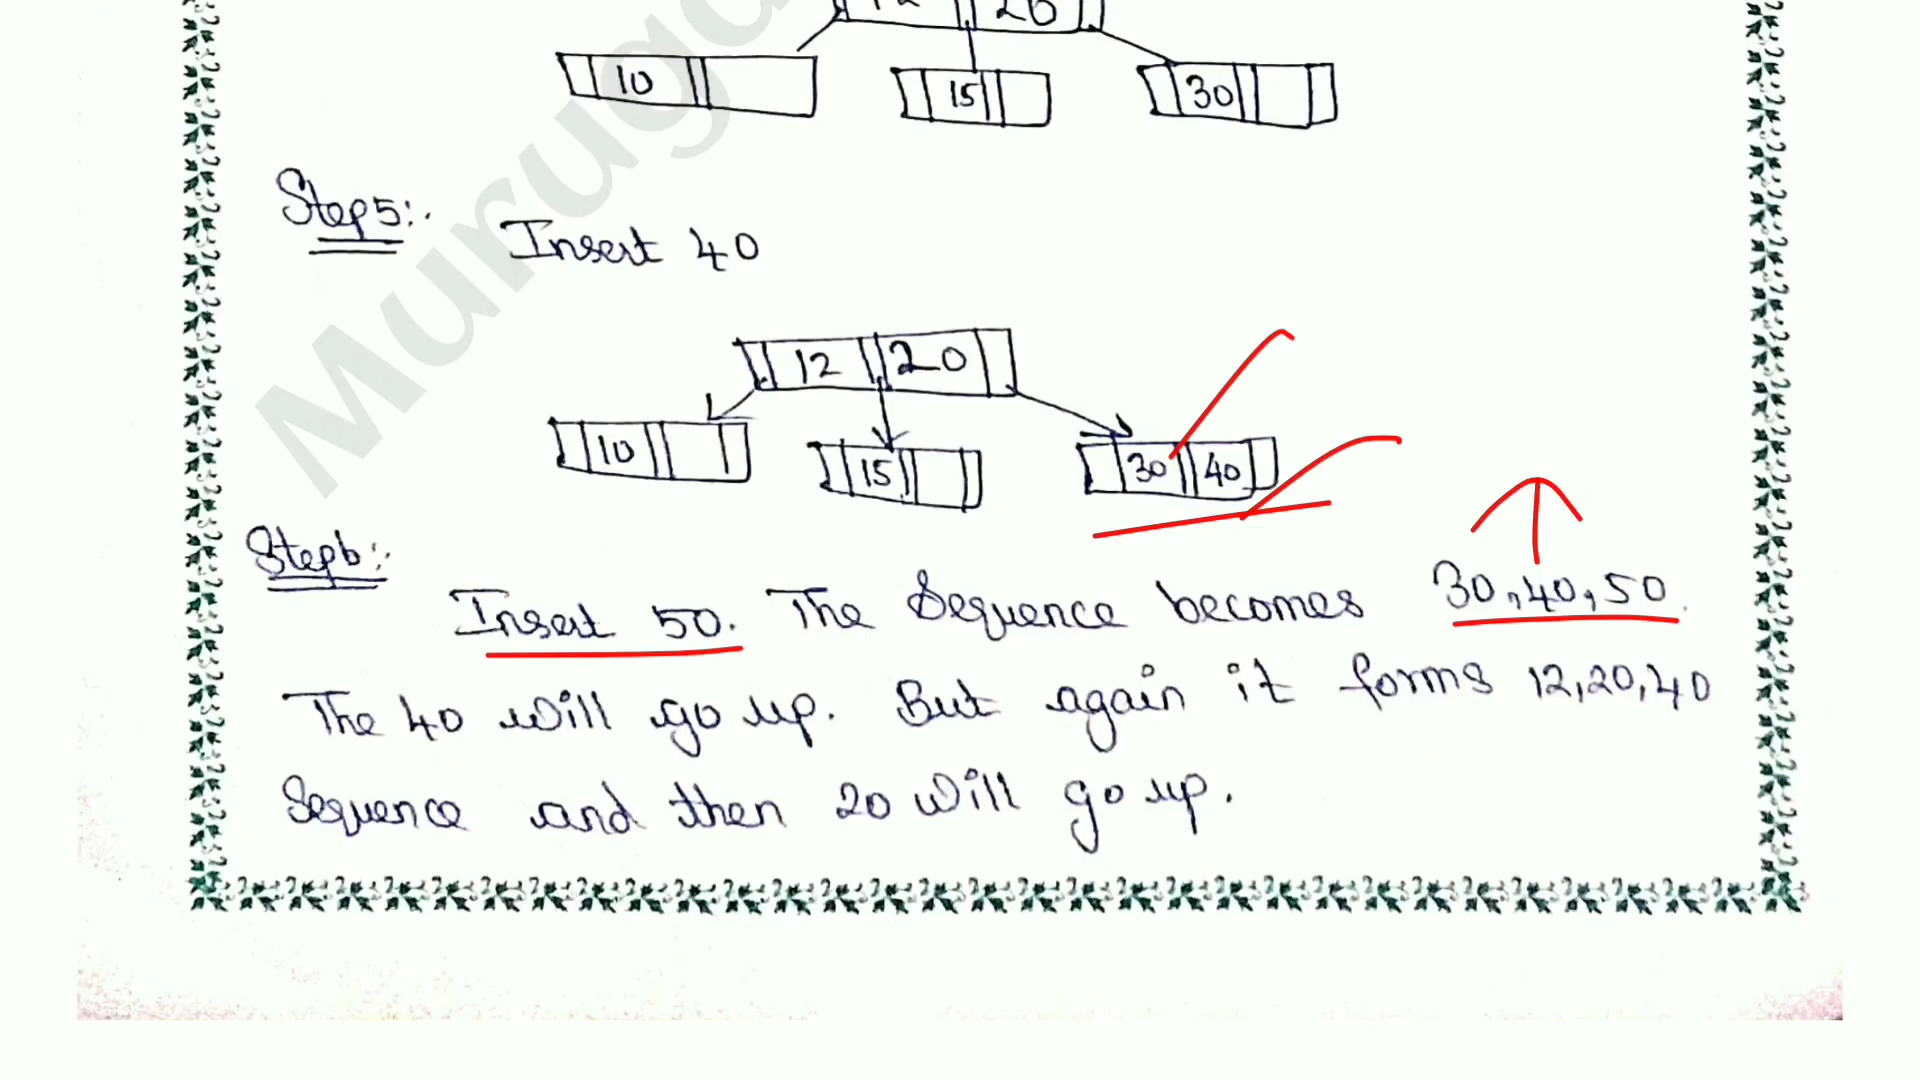 12 20
10 15 30
Step5:.
Insert 40
12 20
10 15 30 40
Step6:.
Insert 50. The Sequence becomes 30,40,50.
The 40 will go up. But again it forms 12,20,40
Sequence and then 20 will go up.